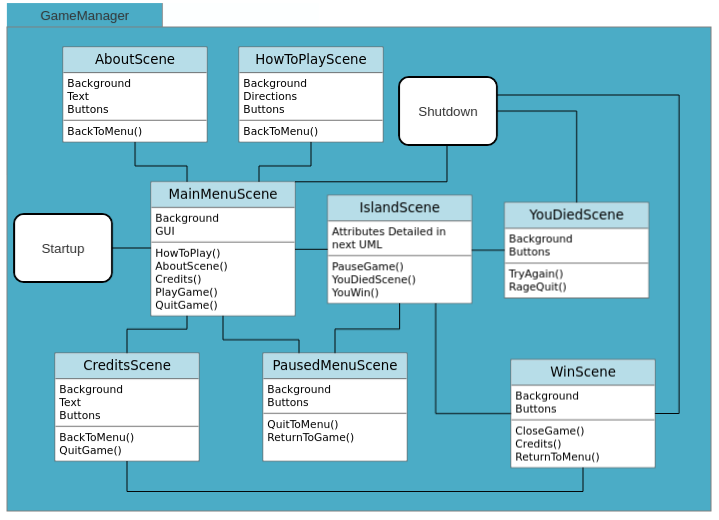 GameManager
AboutScene
Background
Text
Buttons
BackToMenu()
HowToPlayScene
Background
Directions
Buttons
BackToMenu()
Shutdown
MainMenuScene
Background
GUI
HowToPlay()
AboutScene()
Credits()
PlayGame()
QuitGame()
IslandScene
Attributes Detailed in
next UML
PauseGame()
YouDiedScene()
YouWin()
YouDiedScene
Background
Buttons
TryAgain()
RageQuit()
Startup
CreditsScene
Background
Text
Buttons
BackToMenu()
QuitGame()
PausedMenuScene
Background
Buttons
QuitToMenu()
ReturnToGame()
WinScene
Background
Buttons
CloseGame()
Credits()
ReturnToMenu()